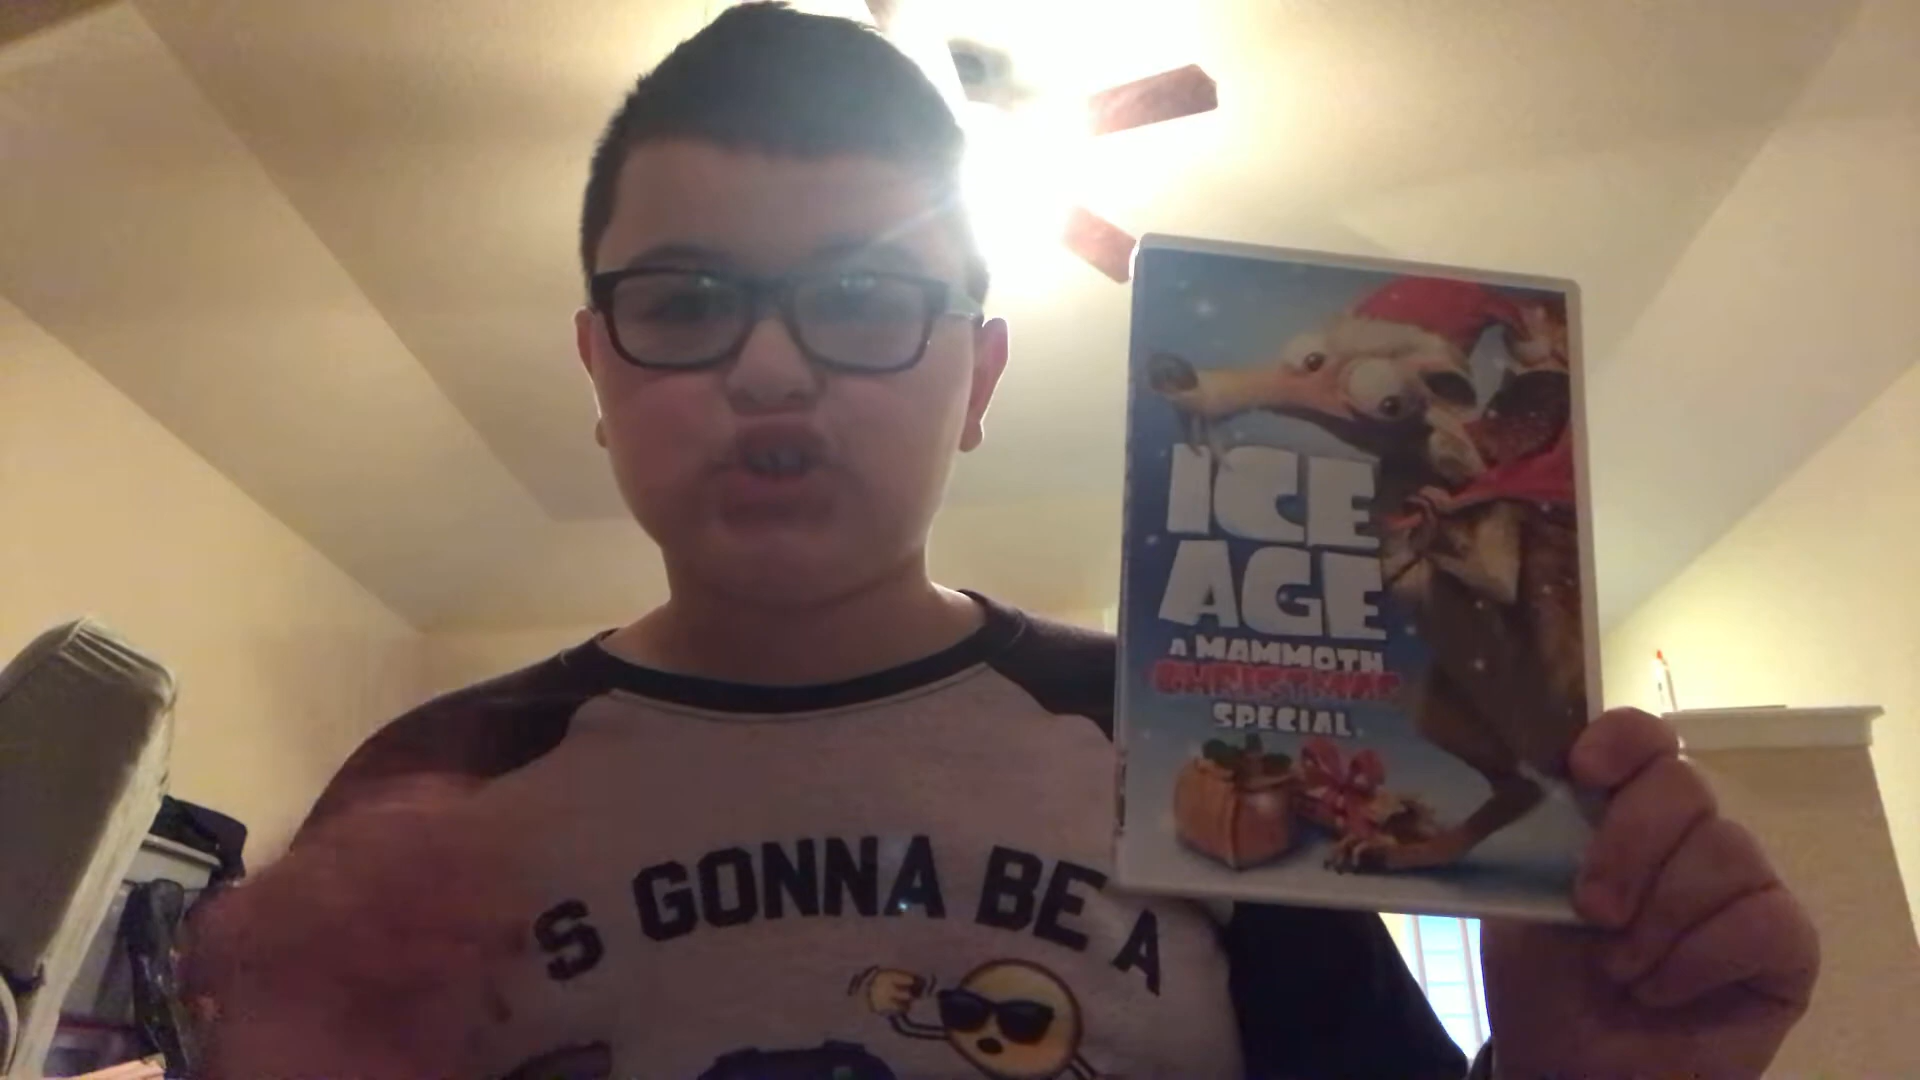 ICE
AGE
A MAMMOTH
CHRISTMAS
SPECIAL
S GONNA BE A